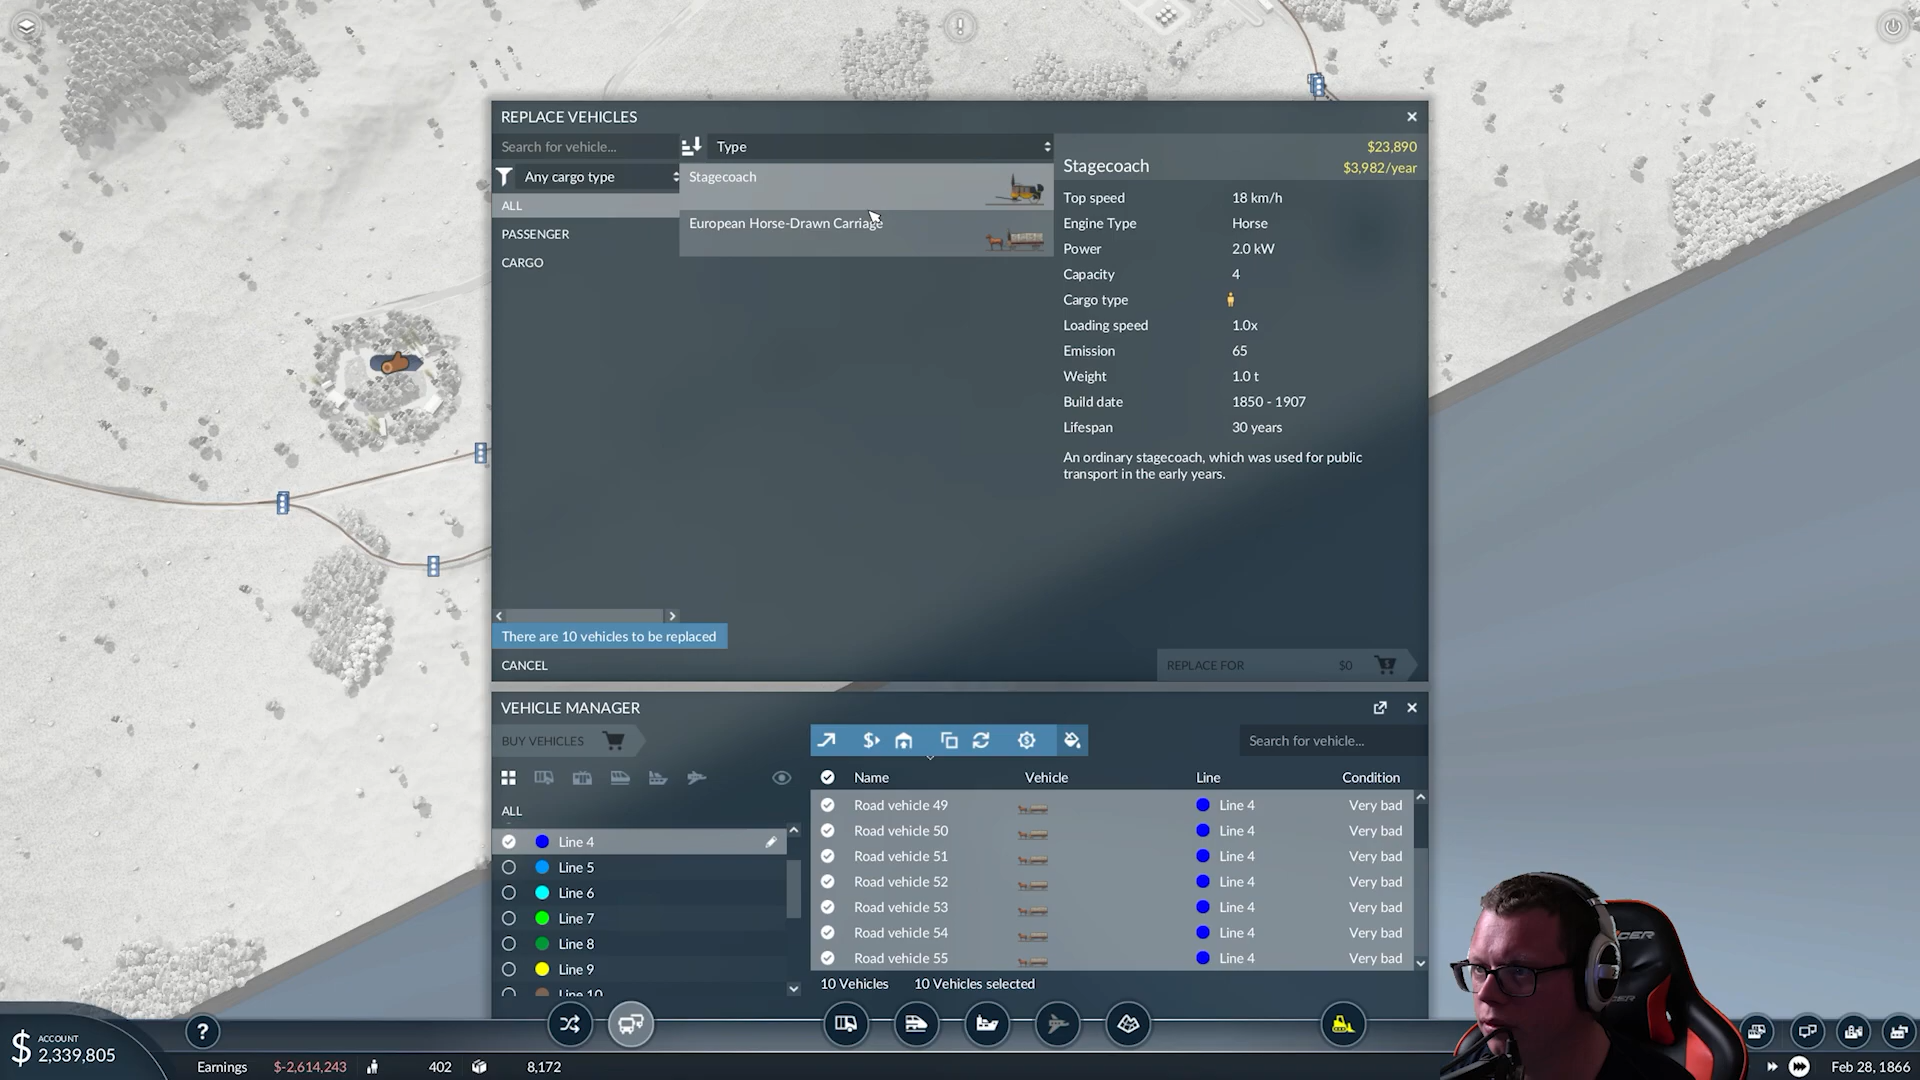 REPLACE VEHICLES
Search for vehicle...
Type
Any cargo type
ALL
PASSENGER
CARGO
Stagecoach
European Horse-Drawn Carriage
Stagecoach
$23,890
$3,982/year
Top speed 18 km/h
Engine Type Horse
Power 2.0 kW
Capacity 4
Cargo type
Loading speed 1.0x
Emission 65
Weight 1.0 t
Build date 1850 - 1907
Lifespan 30 years
An ordinary stagecoach, which was used for public
transport in the early years.
There are 10 vehicles to be replaced
CANCEL
REPLACE FOR $0
VEHICLE MANAGER
BUY VEHICLES
Search for vehicle...
ALL
Line 4
Line 5
Line 6
Line 7
Line 8
Line 9
Line 10
Name Vehicle Line Condition
Road vehicle 49 Line 4 Very bad
Road vehicle 50 Line 4 Very bad
Road vehicle 51 Line 4 Very bad
Road vehicle 52 Line 4 Very bad
Road vehicle 53 Line 4 Very bad
Road vehicle 54 Line 4 Very bad
Road vehicle 55 Line 4 Very bad
10 Vehicles 10 Vehicles selected
$ ACCOUNT
2,339,805
?
Earnings $-2,614,243 402 8,172
Feb 28, 1866